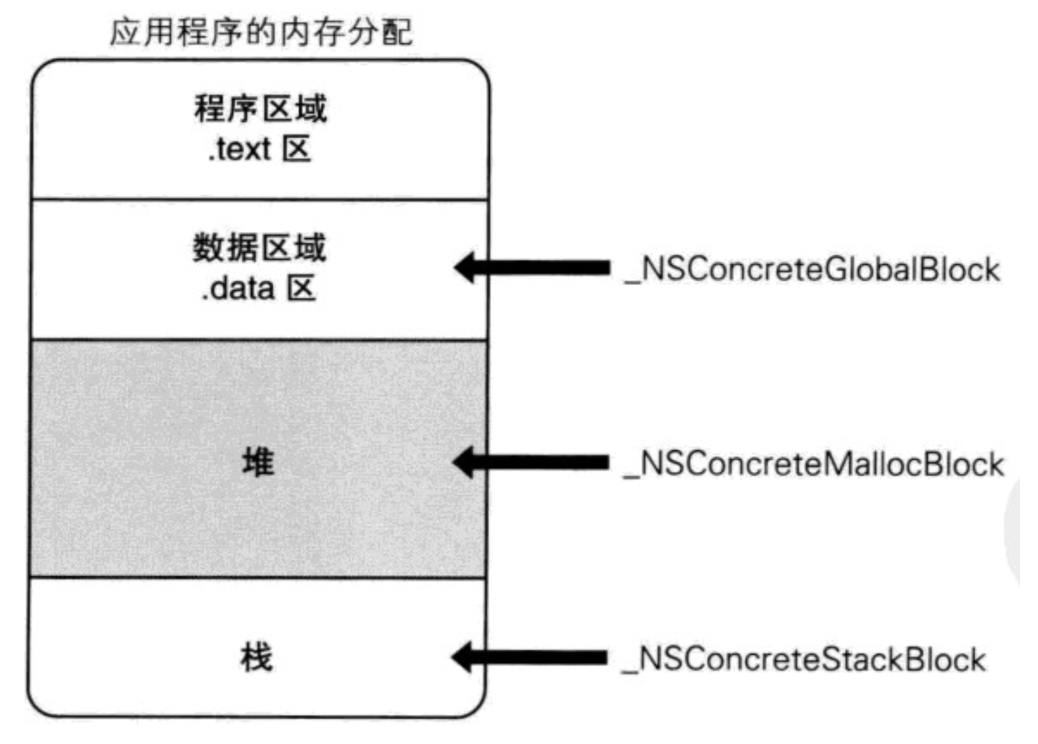 应用程序的内存分配
程序区域
.text 区
数据区域
.data 区
_NSConcreteGlobalBlock
堆
_NSConcreteMallocBlock
栈
_NSConcreteStackBlock